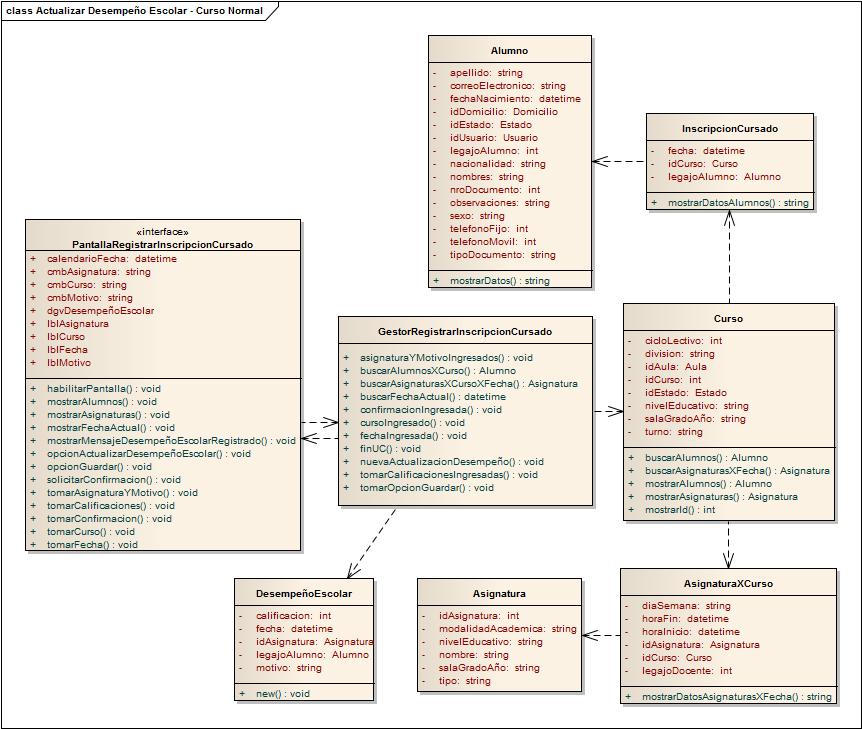 class Actualizar Desempeño Escolar - Curso Normal
Alumno
- apellido: string
- correoElectronico: string
- fechaNacimiento: datetime
- idDomicilio: Domicilio
- idEstado: Estado
- idUsuario: Usuario
- legajoAlumno: int
- nacionalidad: string
- nombres: string
- nroDocumento: int
- observaciones: string
- sexo: string
- telefonoFijo: int
- telefonoMovil: int
- tipoDocumento: string
+ mostrarDatos() : string
InscripcionCursado
- fecha: datetime
- idCurso: Curso
- legajoAlumno: Alumno
+ mostrarDatosAlumnos() : string
«interface»
PantallaRegistrarInscripcionCursado
+ calendarioFecha: datetime
+ cmbAsignatura: string
+ cmbCurso: string
+ cmbMotivo: string
+ dgvDesempeñoEscolar
+ lblAsignatura
+ lblCurso
+ lblFecha
+ lblMotivo
+ habilitarPantalla() : void
+ mostrarAlumnos() : void
+ mostrarAsignaturas() : void
+ mostrarFechaActual() : void
+ mostrarMensajeDesempeñoEscolarRegistrado() : void
+ opcionActualizarDesempeñoEscolar() : void
+ opcionGuardar() : void
+ solicitarConfirmacion() : void
+ tomarAsignaturaYMotivo() : void
+ tomarCalificaciones() : void
+ tomarConfirmacion() : void
+ tomarCurso() : void
+ tomarFecha() : void
GestorRegistrarInscripcionCursado
+ asignaturaYMotivoIngresados() : void
+ buscarAlumnosXCurso() : Alumno
+ buscarAsignaturasXCursoXFecha() : Asignatura
+ buscarFechaActual() : datetime
+ confirmacionIngresada() : void
+ cursoIngresado() : void
+ fechaIngresada() : void
+ finUC() : void
+ nuevaActualizacionDesempeño() : void
+ tomarCalificacionesIngresadas() : void
+ tomarOpcionGuardar() : void
Curso
- cicloLectivo: int
- division: string
- idAula: Aula
- idCurso: int
- idEstado: Estado
- nivelEducativo: string
- salaGradoAño: string
- turno: string
+ buscarAlumnos() : Alumno
+ buscarAsignaturasXFecha() : Asignatura
+ mostrarAlumnos() : Alumno
+ mostrarAsignaturas() : Asignatura
+ mostrarId() : int
DesempeñoEscolar
- calificacion: int
- fecha: datetime
- idAsignatura: Asignatura
- legajoAlumno: Alumno
- motivo: string
+ new() : void
Asignatura
- idAsignatura: int
- modalidadAcademica: string
- nivelEducativo: string
- nombre: string
- salaGradoAño: string
- tipo: string
AsignaturaXCurso
- diaSemana: string
- horaFin: datetime
- horaInicio: datetime
- idAsignatura: Asignatura
- idCurso: Curso
- legajoDocente: int
+ mostrarDatosAsignaturasXFecha() : string